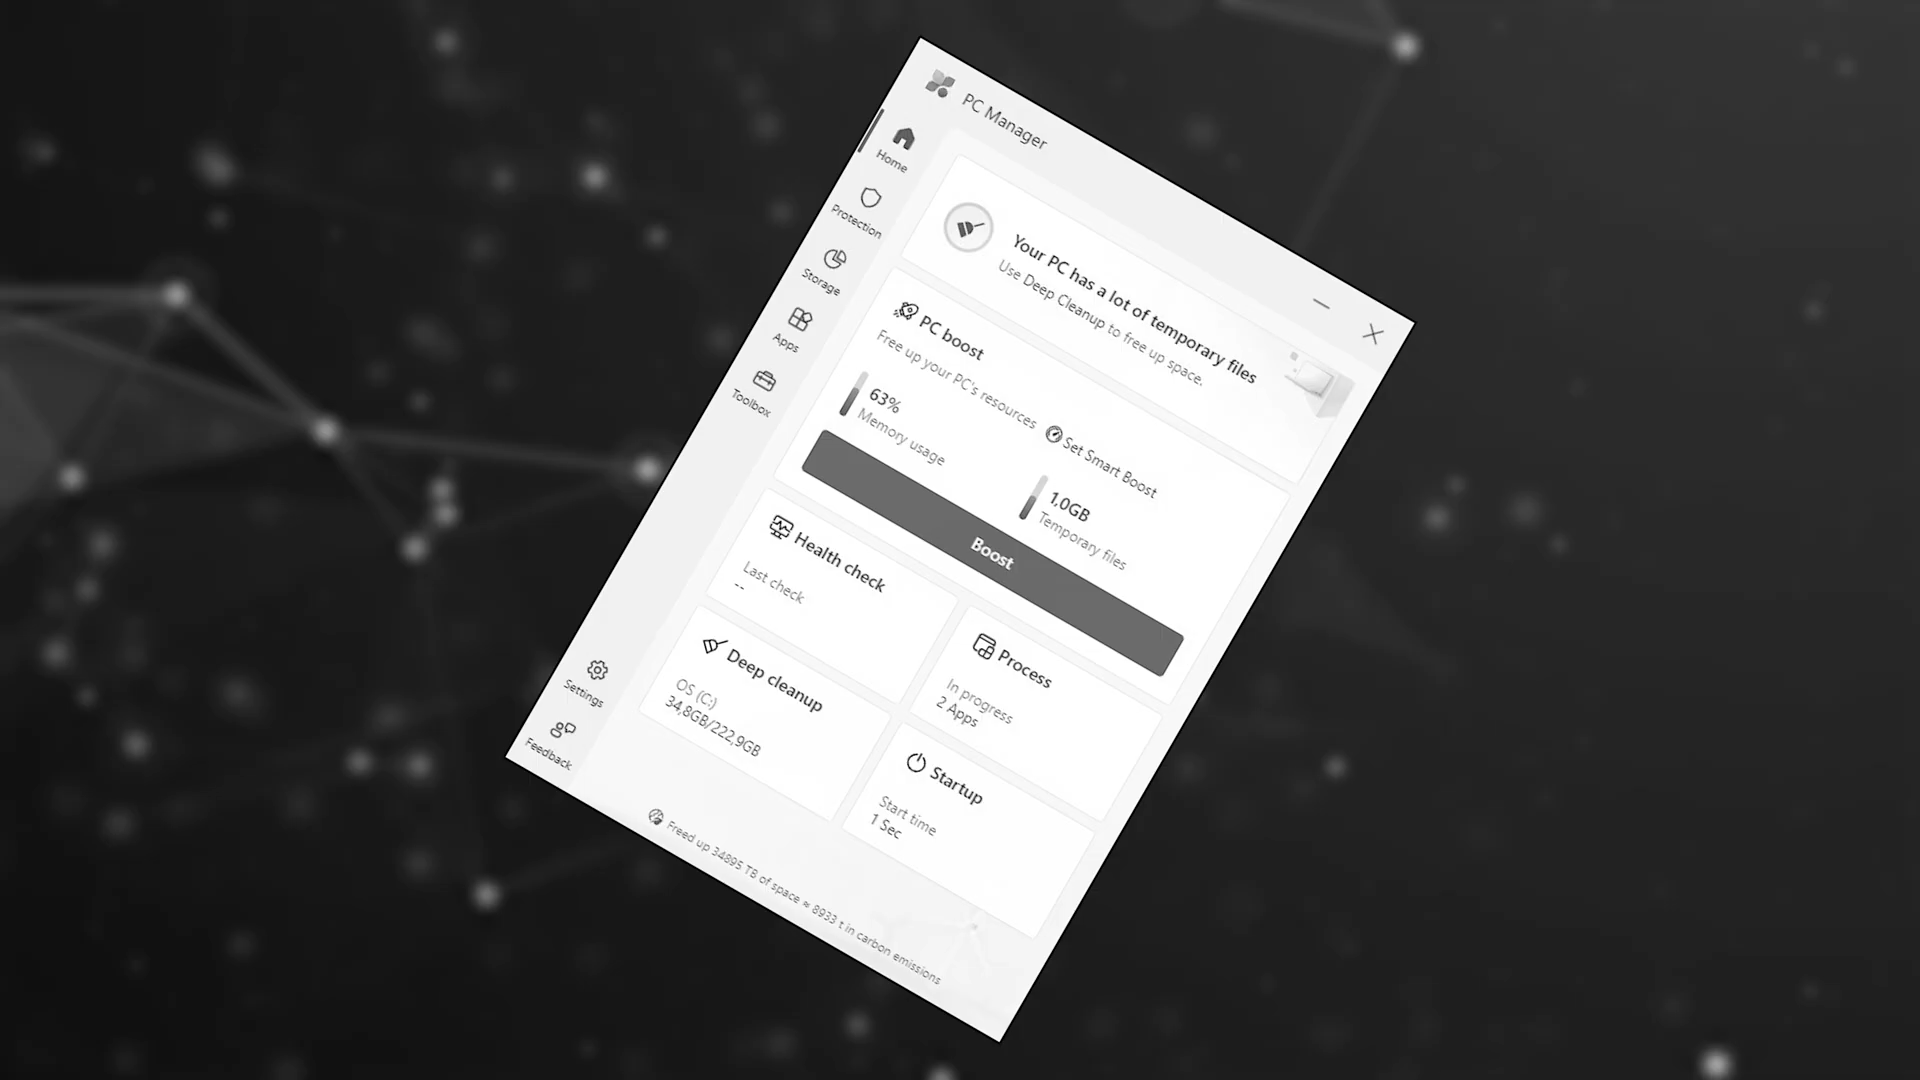 PC Manager
Home
Protection
Storage
Apps
Toolbox
Settings
Feedback
Your PC has a lot of temporary files
Use Deep Cleanup to free up space.
PC boost
Free up your PC's resources
Set Smart Boost
63%
Memory usage
1,0GB
Temporary files
Boost
Health check
Last check
--
Process
In progress
2 Apps
Deep cleanup
OS (C:)
34,8GB/222,9GB
Startup
Start time
1 Sec
Freed up 34895 TB of space ≈ 8933 t in carbon emissions